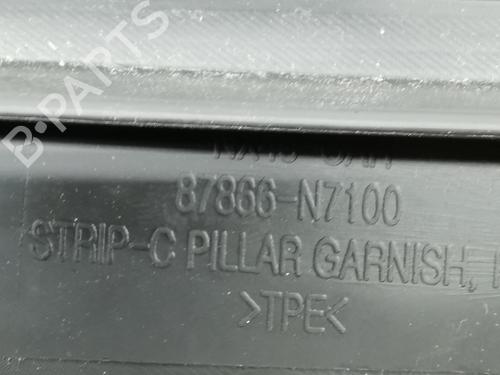 B-PARTS
87866-N7100
STRIP-C PILLAR GARNISH,
>TPE<